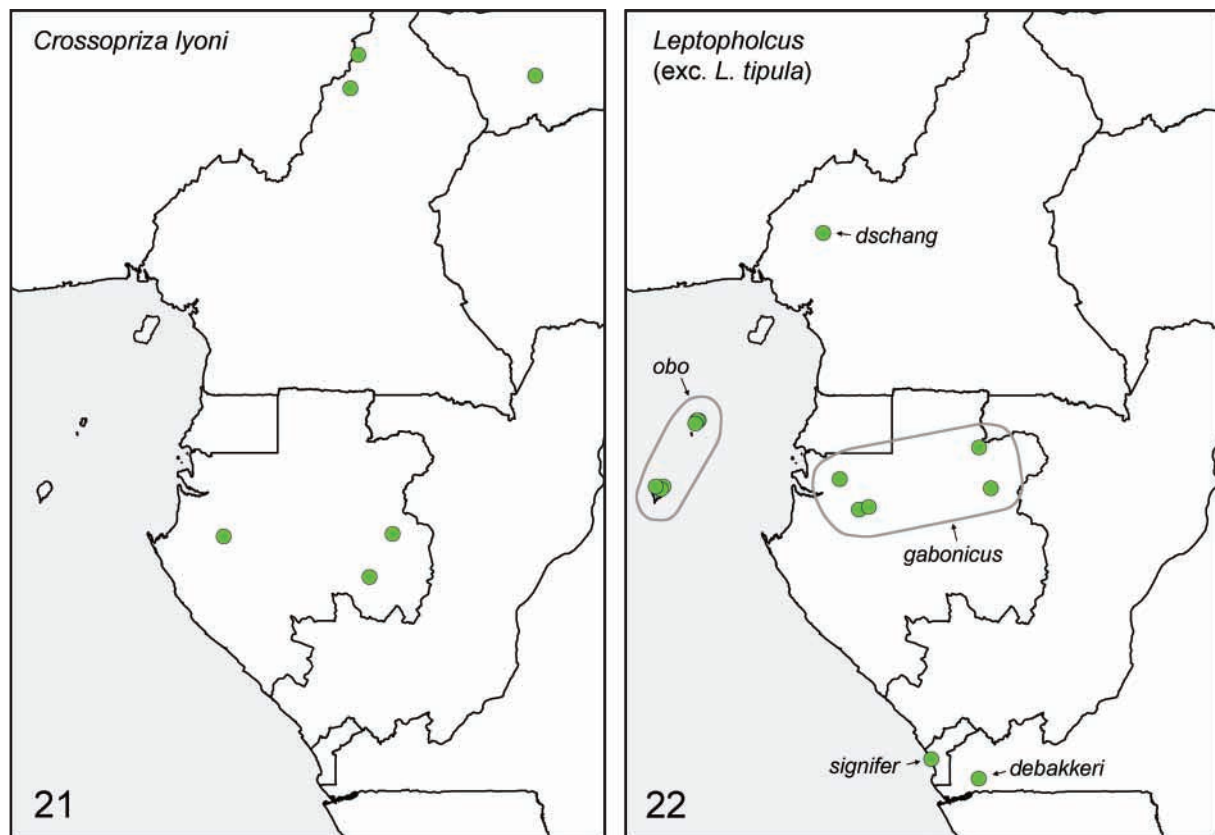 Crossopriza lyoni
21
Leptopholcus
(exc. L. tipula)
dschang
obo
gabonicus
signifer
debakkeri
22